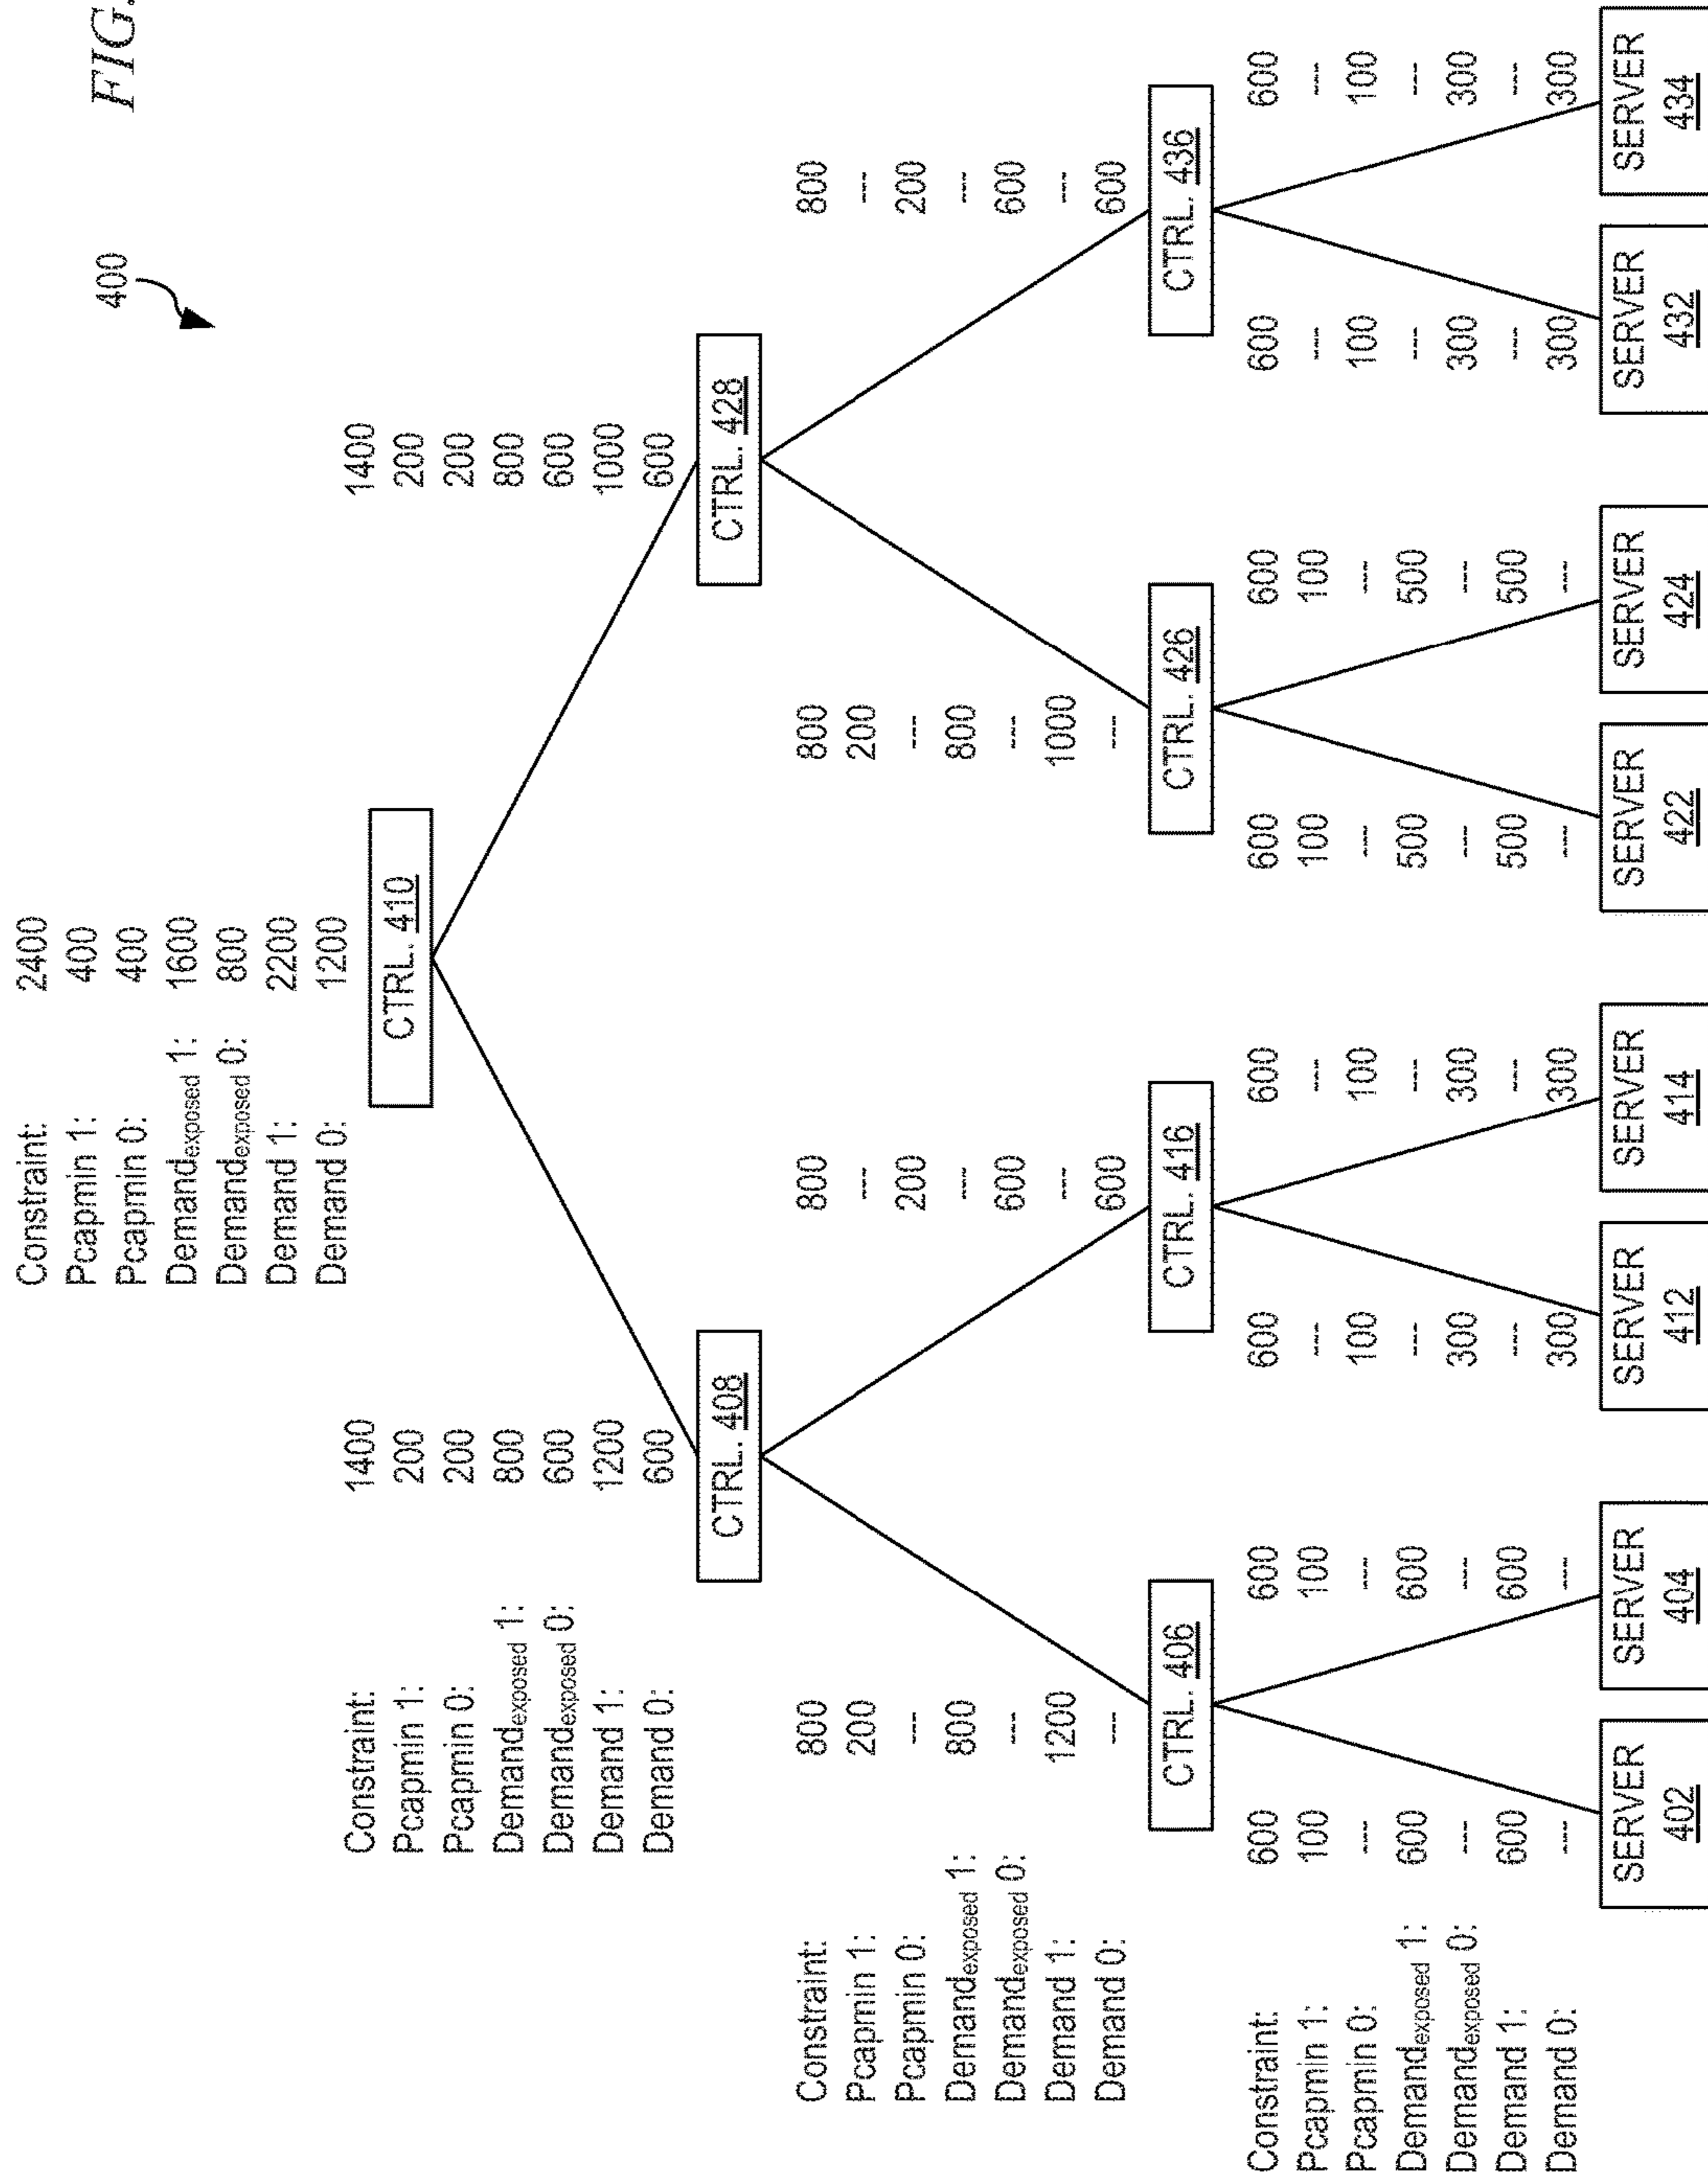 FIG.
400
Constraint: 2400
Pcapmin 1: 400
Pcapmin 0: 400
Demandexposed 1: 1600
Demandexposed 0: 800
Demand 1: 2200
Demand 0: 1200
CTRL. 410
Constraint: 1400 1400
Pcapmin 1: 200 200
Pcapmin 0: 200 200
Demandexposed 1: 800 800
Demandexposed 0: 600 600
Demand 1: 1200 1000
Demand 0: 600 600
CTRL. 408 CTRL. 428
Constraint: 800 800 800 800
Pcapmin 1: 200 --- 200 ---
Pcapmin 0: --- 200 --- 200
Demandexposed 1: 800 --- 800 ---
Demandexposed 0: --- 600 --- 600
Demand 1: 1200 --- 1000 ---
Demand 0: --- 600 --- 600
CTRL. 406 CTRL. 416 CTRL. 426 CTRL. 436
Constraint: 600 600 600 600 600 600 600 600
Pcapmin 1: 100 100 --- --- 100 100 --- ---
Pcapmin 0: --- --- 100 100 --- --- 100 100
Demandexposed 1: 600 600 --- --- 500 500 --- ---
Demandexposed 0: --- --- 300 300 --- --- 300 300
Demand 1: 600 600 --- --- 500 500 --- ---
Demand 0: --- --- 300 300 --- --- 300 300
SERVER SERVER SERVER SERVER SERVER SERVER SERVER SERVER
402 404 412 414 422 424 432 434